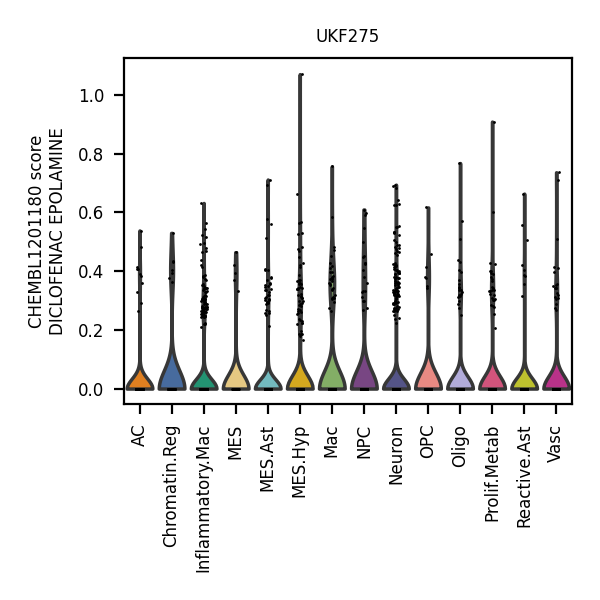 UKF275
CHEMBL1201180 score
DICLOFENAC EPOLAMINE
1.0
0.8
0.6
0.4
0.2
0.0
AC
Chromatin.Reg
Inflammatory.Mac
MES
MES.Ast
MES.Hyp
Mac
NPC
Neuron
OPC
Oligo
Prolif.Metab
Reactive.Ast
Vasc